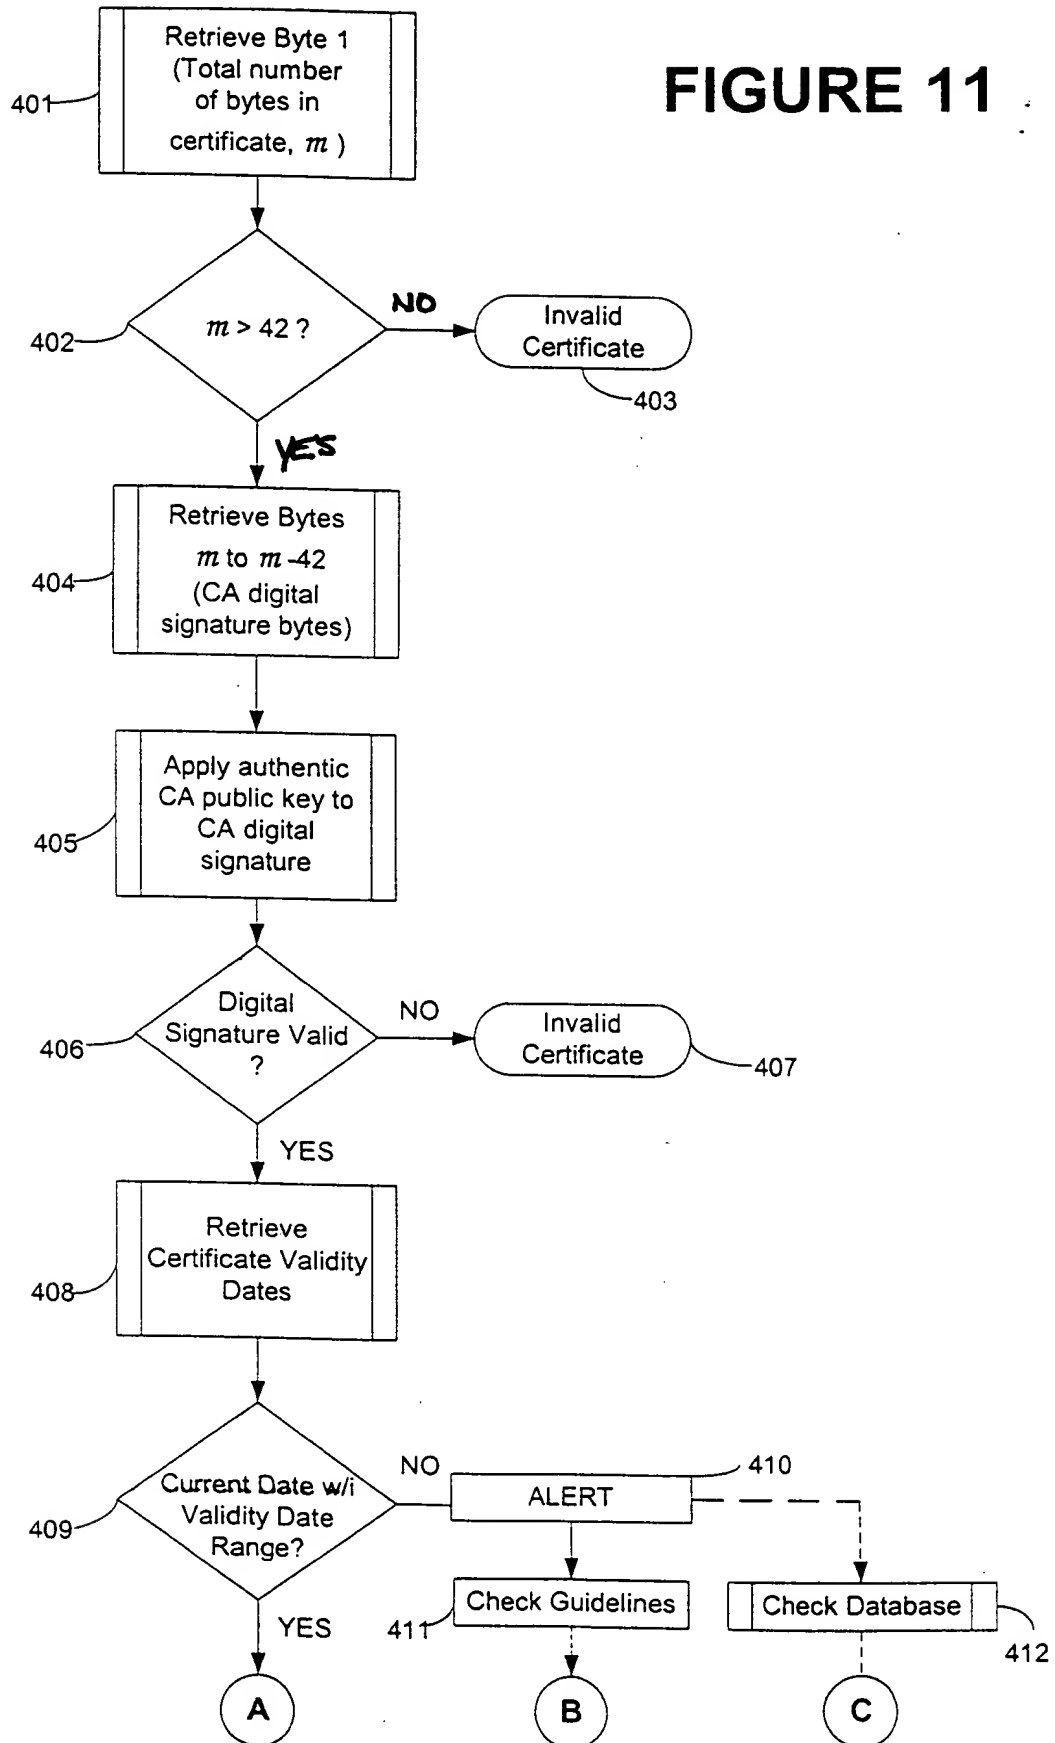 FIGURE 11
Retrieve Byte 1
(Total number
of bytes in
certificate, m )
401
m > 42 ?
402
NO
Invalid
Certificate
403
YES
Retrieve Bytes
m to m -42
(CA digital
signature bytes)
404
Apply authentic
CA public key to
CA digital
signature
405
Digital
Signature Valid
?
406
NO
Invalid
Certificate
407
YES
Retrieve
Certificate Validity
Dates
408
Current Date w/i
Validity Date
Range?
409
NO
ALERT
410
Check Guidelines
411
Check Database
412
YES
A
B
C